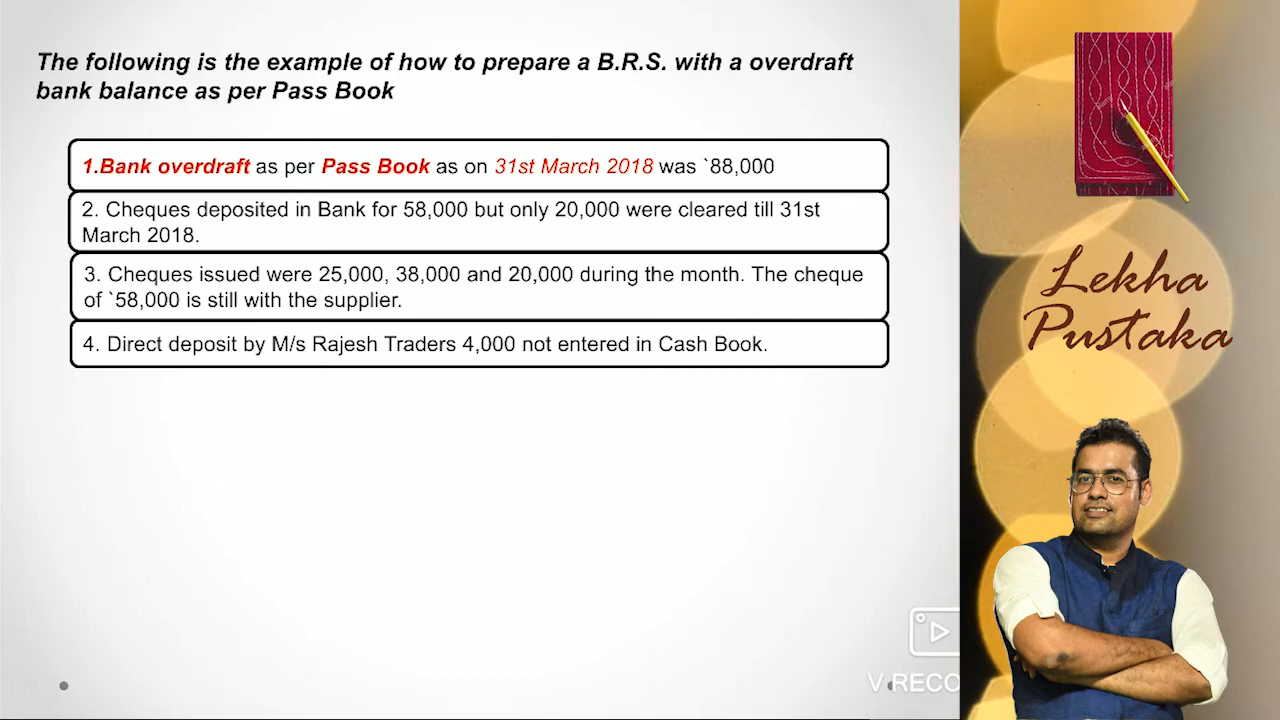 The following is the example of how to prepare a B.R.S. with a overdraft
bank balance as per Pass Book
1.Bank overdraft as per Pass Book as on 31st March 2018 was `88,000
2. Cheques deposited in Bank for 58,000 but only 20,000 were cleared till 31st
March 2018.
3. Cheques issued were 25,000, 38,000 and 20,000 during the month. The cheque
of `58,000 is still with the supplier.
4. Direct deposit by M/s Rajesh Traders 4,000 not entered in Cash Book.
Lekha
Pustaka
V RECO